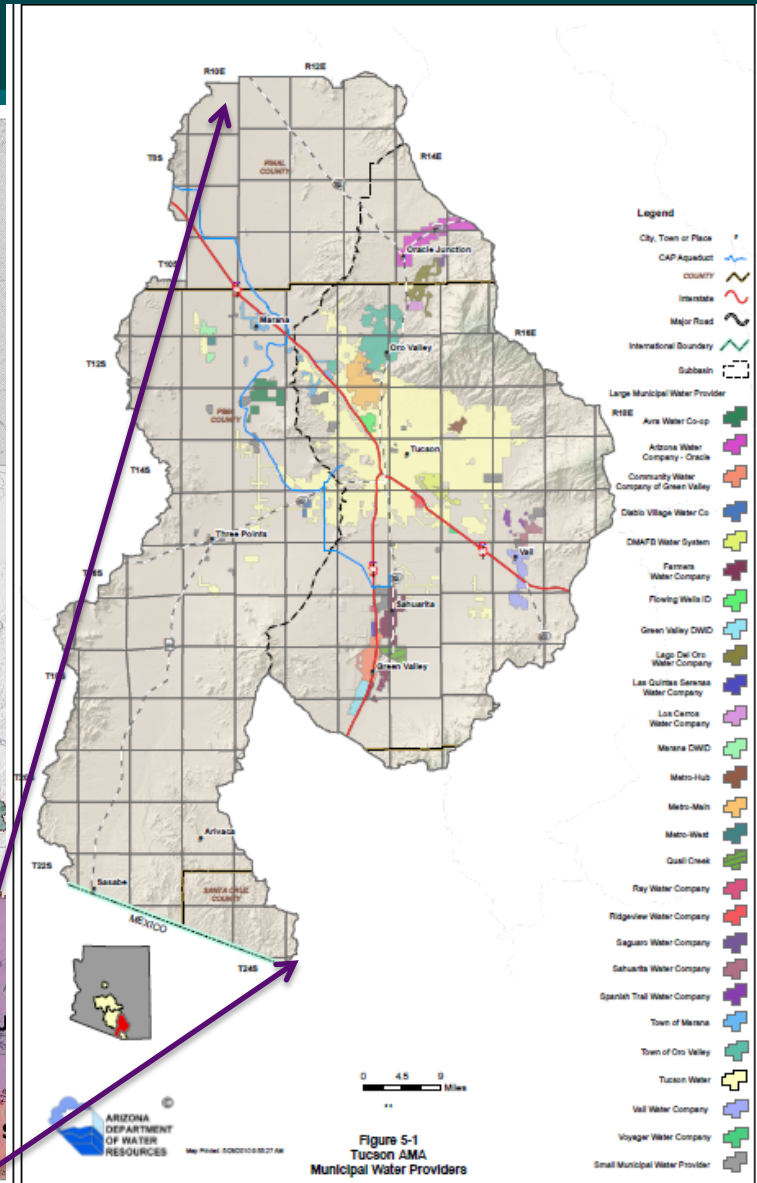 R10E
R12E
T8S
PINAL
COUNTY
R14E
Oracle Junction
T10S
Marana
R16E
Oro Valley
T12S
PIMA
COUNTY
R18E
Tucson
T14S
Three Points
Vail
T16S
Sahuarita
Green Valley
T18S
Arivaca
T22S
Sasabe
SANTA CRUZ
COUNTY
MEXICO
T24S
Legend
City, Town or Place
CAP Aqueduct
COUNTY
Interstate
Major Road
International Boundary
Subbasin
Large Municipal Water Provider
Avra Water Co-op
Arizona Water
Company - Oracle
Community Water
Company of Green Valley
Diablo Village Water Co
DMAFB Water System
Farmers
Water Company
Flowing Wells ID
Green Valley DWID
Lago Del Oro
Water Company
Las Quintas Serenas
Water Company
Los Cerros
Water Company
Marana DWID
Metro-Hub
Metro-Main
Metro-West
Quail Creek
Ray Water Company
Ridgeview Water Company
Saguaro Water Company
Sahuarita Water Company
Spanish Trail Water Company
Town of Marana
Town of Oro Valley
Tucson Water
Vail Water Company
Voyager Water Company
Small Municipal Water Provider
0 4.5 9
Miles
©
ARIZONA
DEPARTMENT
OF WATER
RESOURCES
Map Printed:
Figure 5-1
Tucson AMA
Municipal Water Providers